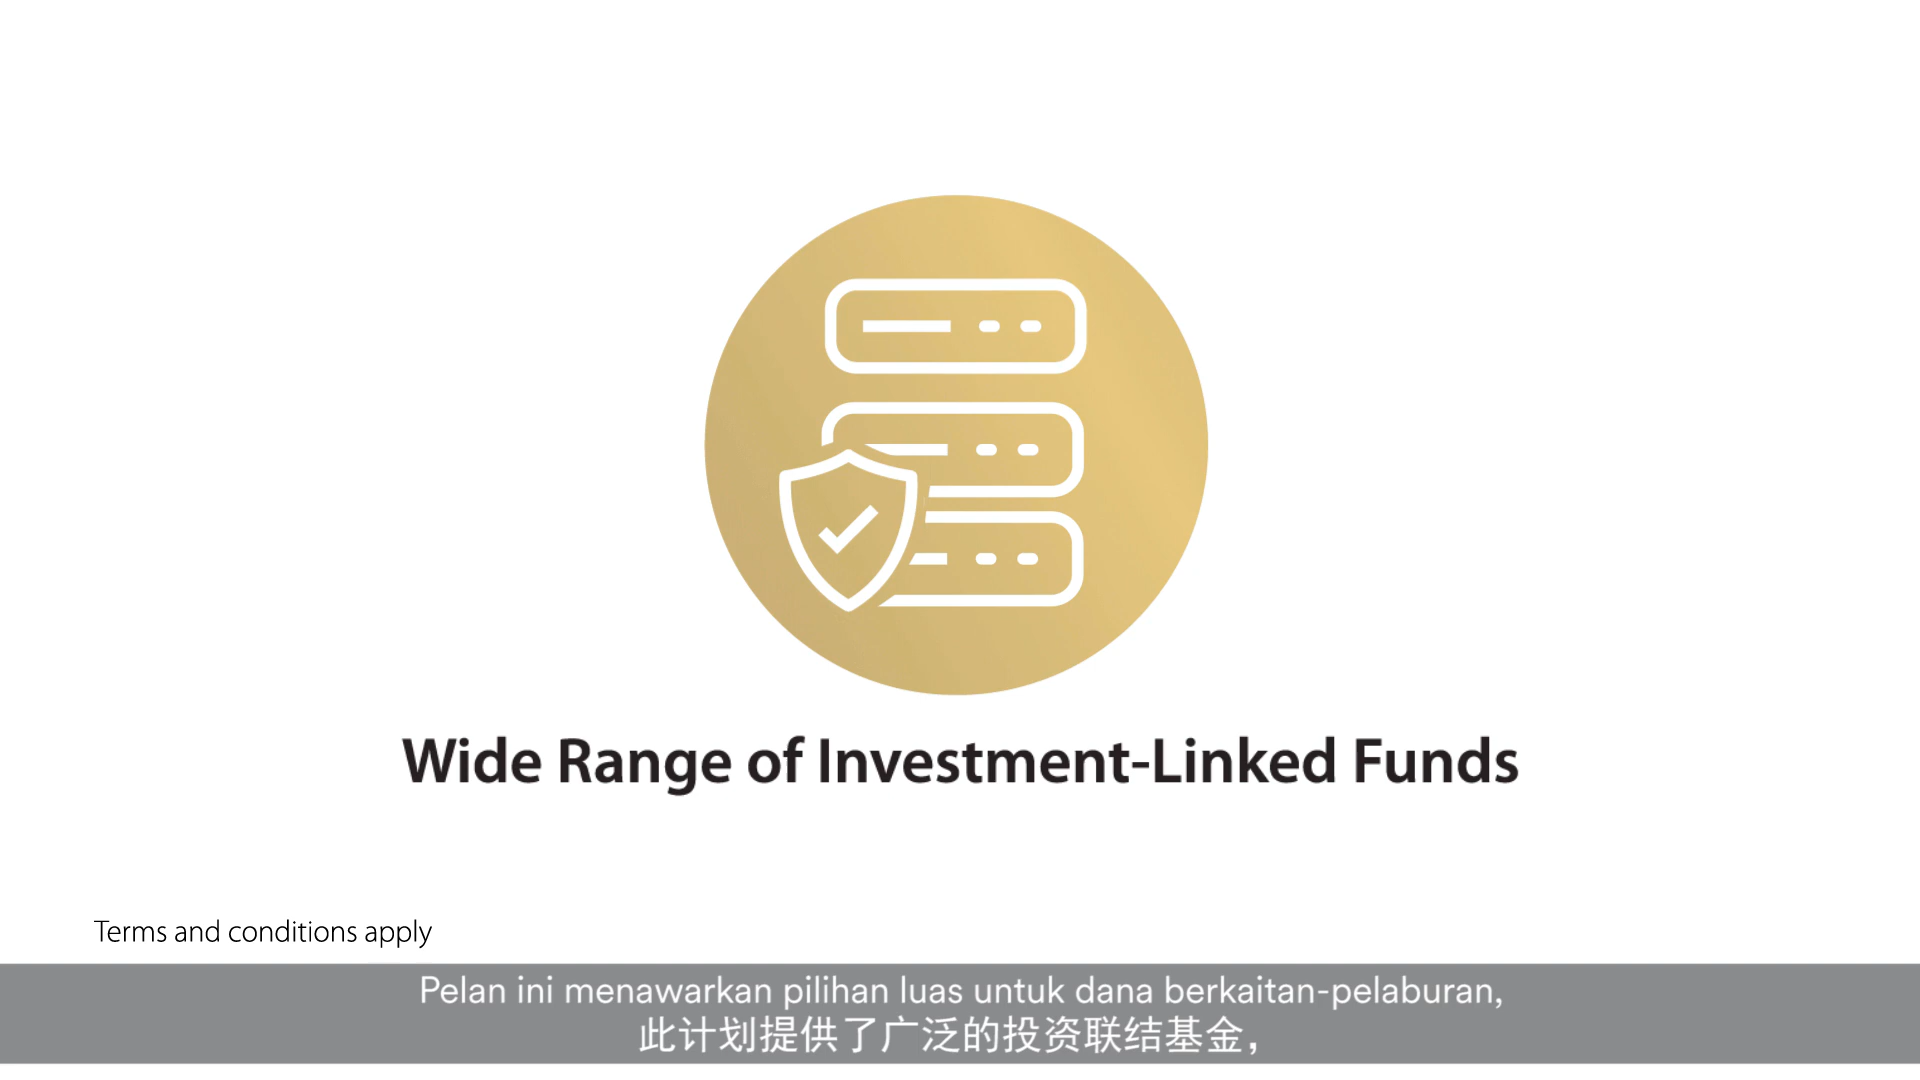 Wide Range of Investment-Linked Funds
Terms and conditions apply
Pelan ini menawarkan pilihan luas untuk dana berkaitan-pelaburan,
此计划提供了广泛的投资联结基金，